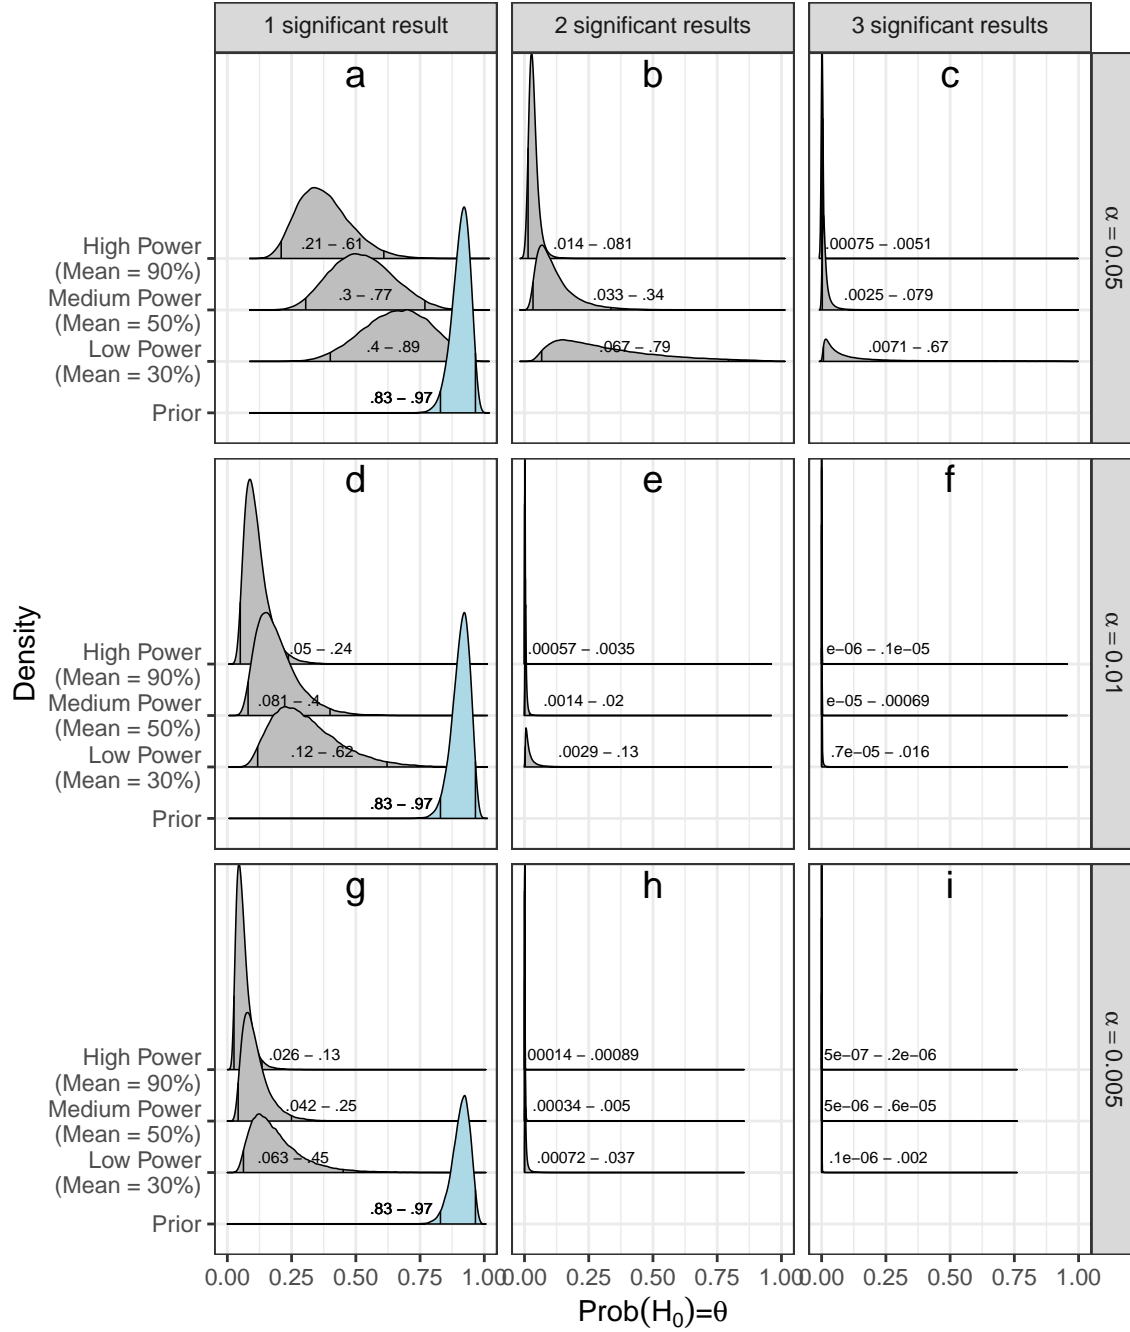 1 significant result
2 significant results
3 significant results
a
b
c
High Power
(Mean = 90%)
Medium Power
(Mean = 50%)
Low Power
(Mean = 30%)
Prior
.21 − .61
.3 − .77
.4 − .89
.83 − .97
.014 − .081
.033 − .34
.067 − .79
.00075 − .0051
.0025 − .079
.0071 − .67
α = 0.05
d
e
f
High Power
(Mean = 90%)
Medium Power
(Mean = 50%)
Low Power
(Mean = 30%)
Prior
.05 − .24
.081 − .4
.12 − .62
.83 − .97
.00057 − .0035
.0014 − .02
.0029 − .13
e−06 − .1e−05
e−05 − .00069
.7e−05 − .016
α = 0.01
Density
g
h
i
High Power
(Mean = 90%)
Medium Power
(Mean = 50%)
Low Power
(Mean = 30%)
Prior
.026 − .13
.042 − .25
.063 − .45
.83 − .97
00014 − .00089
.00034 − .005
.00072 − .037
5e−07 − .2e−06
5e−06 − .6e−05
.1e−06 − .002
α = 0.005
0.00 0.25 0.50 0.75 1.00
0.00 0.25 0.50 0.75 1.00
0.00 0.25 0.50 0.75 1.00
Prob(H₀)=θ